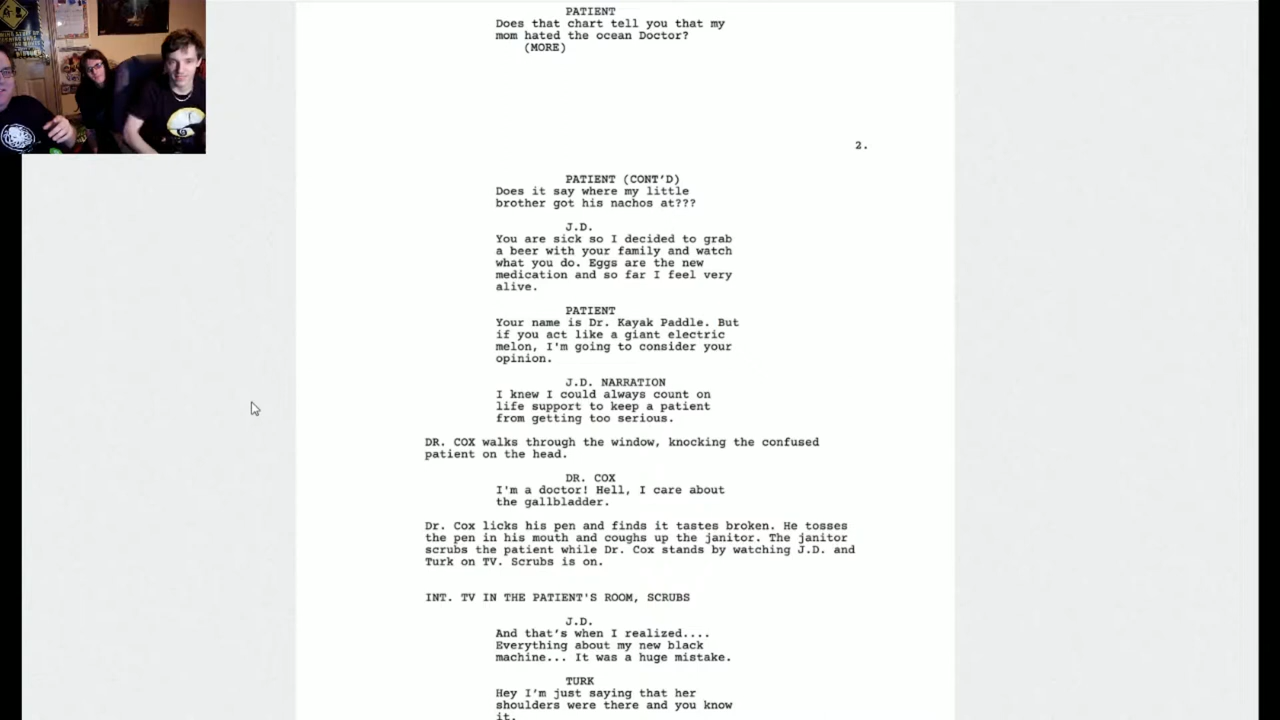 PATIENT
Does that chart tell you that my
mom hated the ocean Doctor?
(MORE)
2.
PATIENT (CONT'D)
Does it say where my little
brother got his nachos at???
J.D.
You are sick so I decided to grab
a beer with your family and watch
what you do. Eggs are the new
medication and so far I feel very
alive.
PATIENT
Your name is Dr. Kayak Paddle. But
if you act like a giant electric
melon, I'm going to consider your
opinion.
J.D. NARRATION
I knew I could always count on
life support to keep a patient
from getting too serious.
DR. COX walks through the window, knocking the confused
patient on the head.
DR. COX
I'm a doctor! Hell, I care about
the gallbladder.
Dr. Cox licks his pen and finds it tastes broken. He tosses
the pen in his mouth and coughs up the janitor. The janitor
scrubs the patient while Dr. Cox stands by watching J.D. and
Turk on TV. Scrubs is on.
INT. TV IN THE PATIENT'S ROOM, SCRUBS
J.D.
And that's when I realized....
Everything about my new black
machine... It was a huge mistake.
TURK
Hey I'm just saying that her
shoulders were there and you know
it.